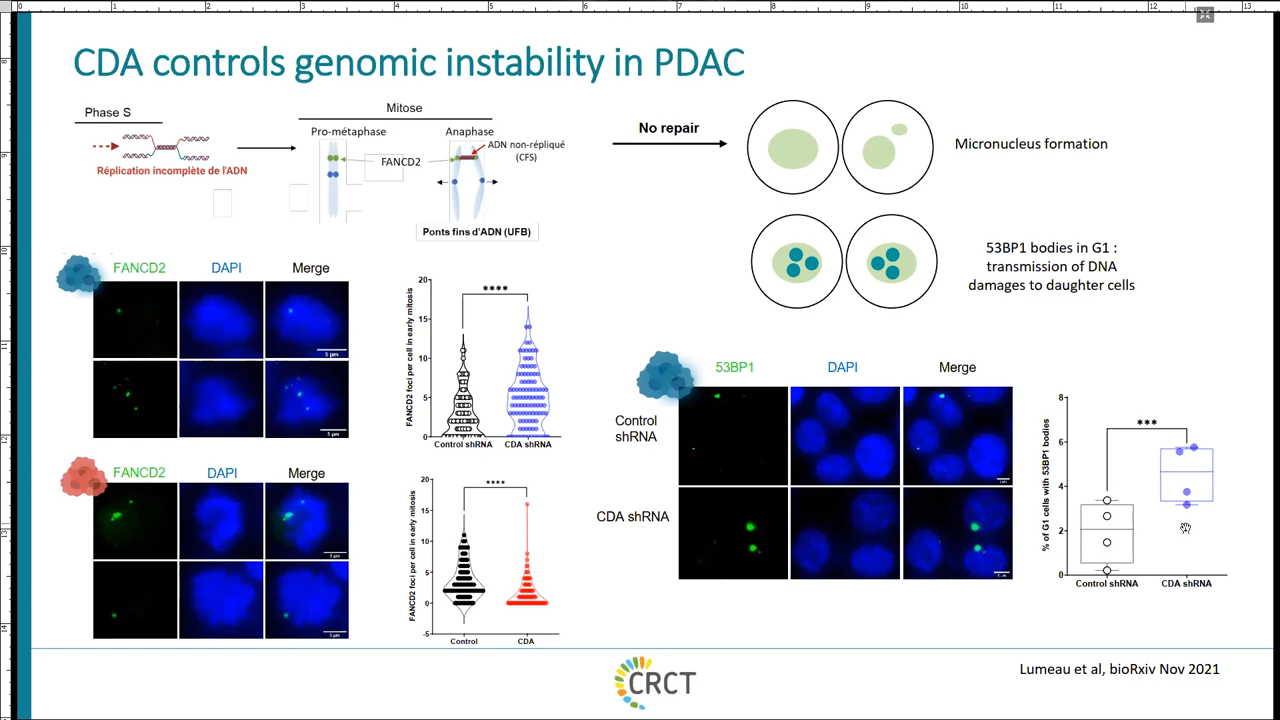 CDA controls genomic instability in PDAC
Phase S
Réplication incomplète de l'ADN
Mitose
Pro-métaphase
Anaphase
FANCD2
ADN non-répliqué
(CFS)
Ponts fins d'ADN (UFB)
No repair
Micronucleus formation
53BP1 bodies in G1 :
transmission of DNA
damages to daughter cells
FANCD2 DAPI Merge
5 µm
5 µm
FANCD2 foci per cell in early mitosis
20
15
10
5
0
****
Control shRNA CDA shRNA
FANCD2 DAPI Merge
5 µm
5 µm
FANCD2 foci per cell in early mitosis
20
15
10
5
0
-5
****
Control CDA
53BP1 DAPI Merge
Control
shRNA
CDA shRNA
% of G1 cells with 53BP1 bodies
8
6
4
2
0
***
Control shRNA CDA shRNA
CRCT
Lumeau et al, bioRxiv Nov 2021